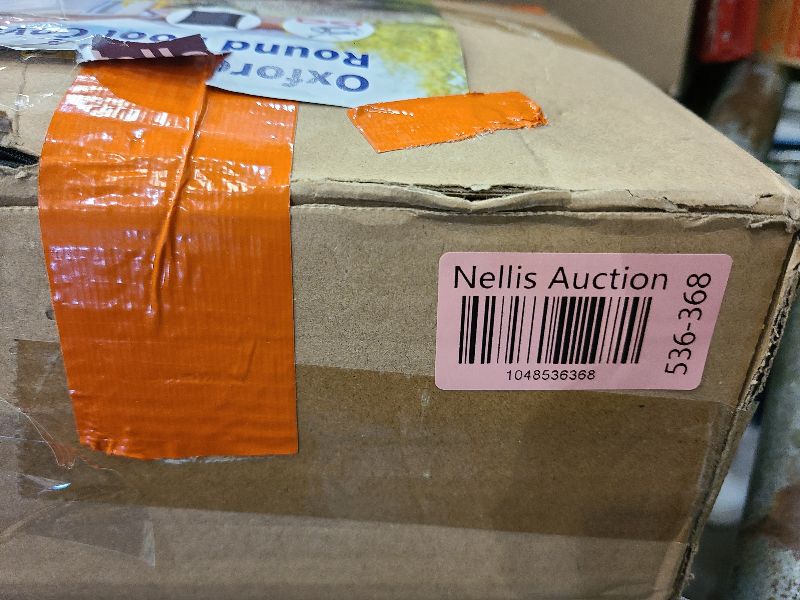 Oxford
Round
Nellis Auction
1048536368
536-368